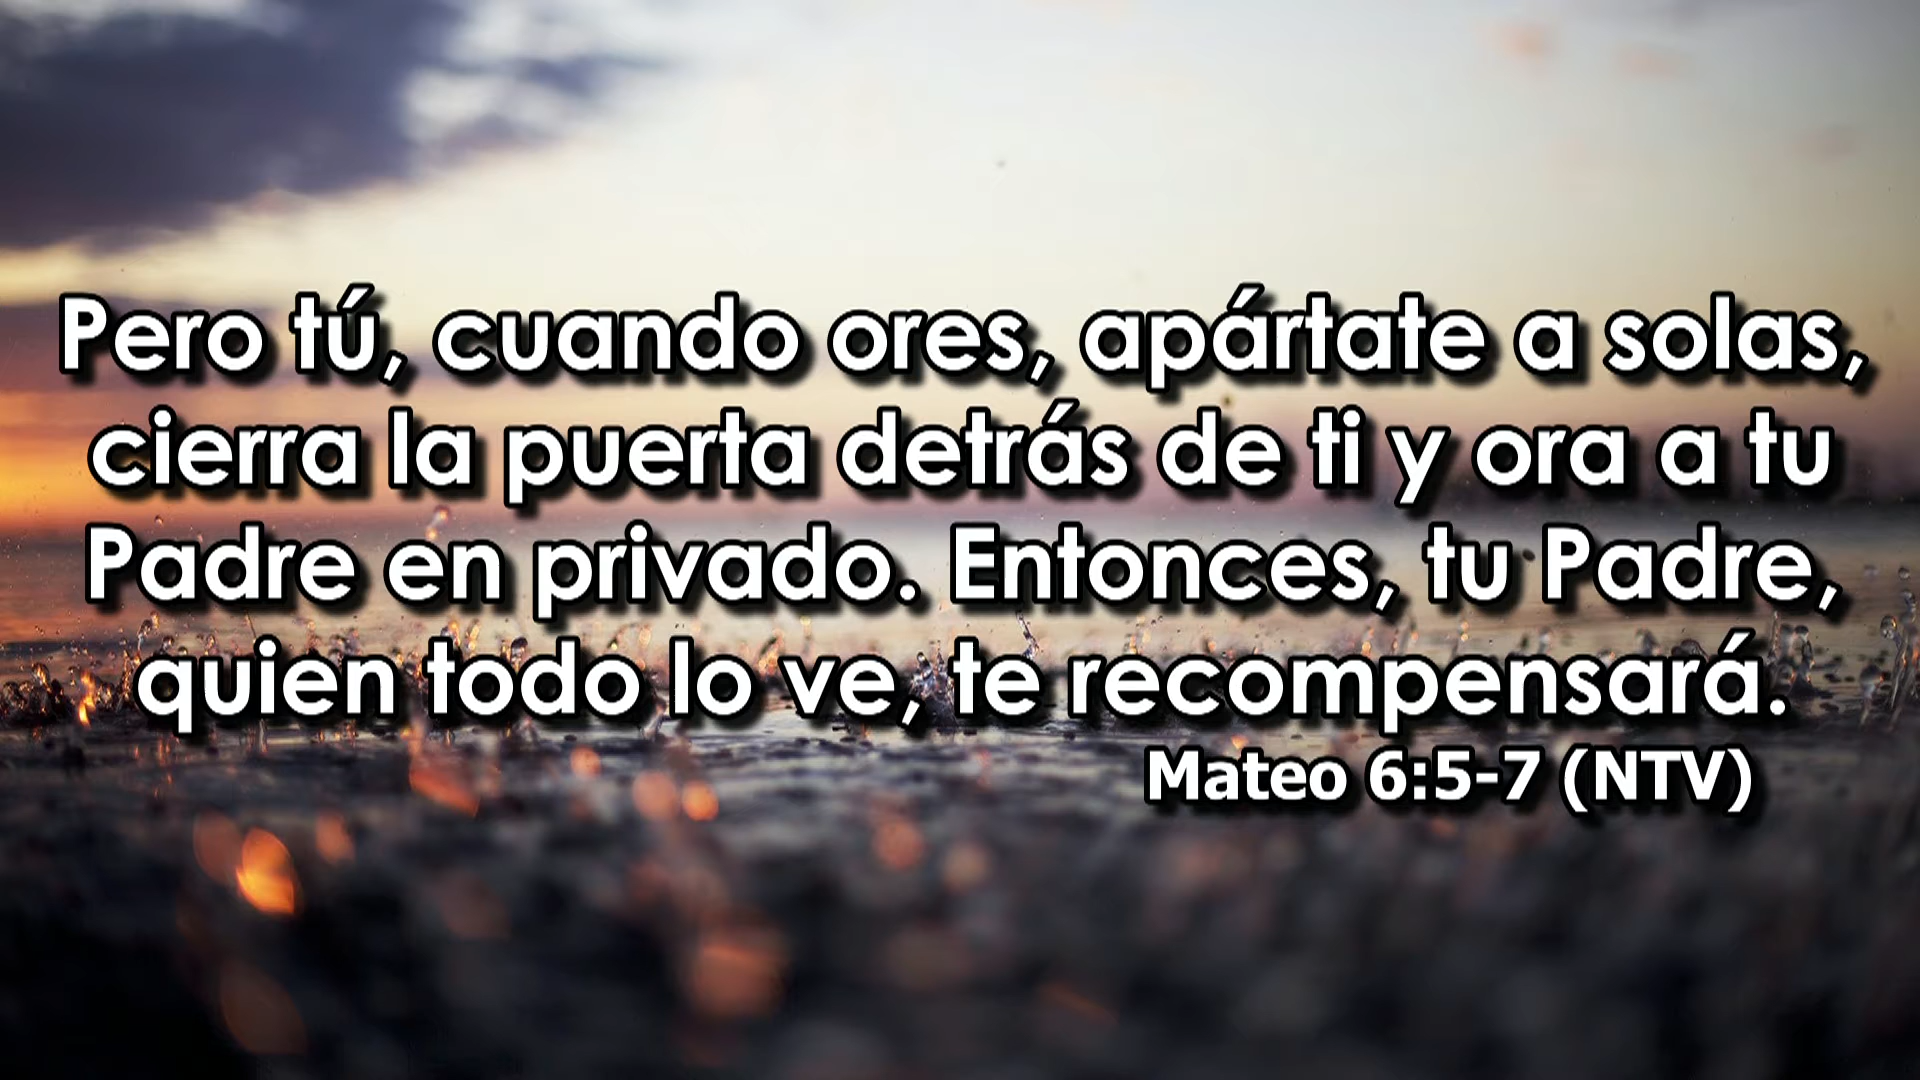 Pero tú, cuando ores, apártate a solas,
cierra la puerta detrás de ti y ora a tu
Padre en privado. Entonces, tu Padre,
quien todo lo ve, te recompensará.
Mateo 6:5-7 (NTV)